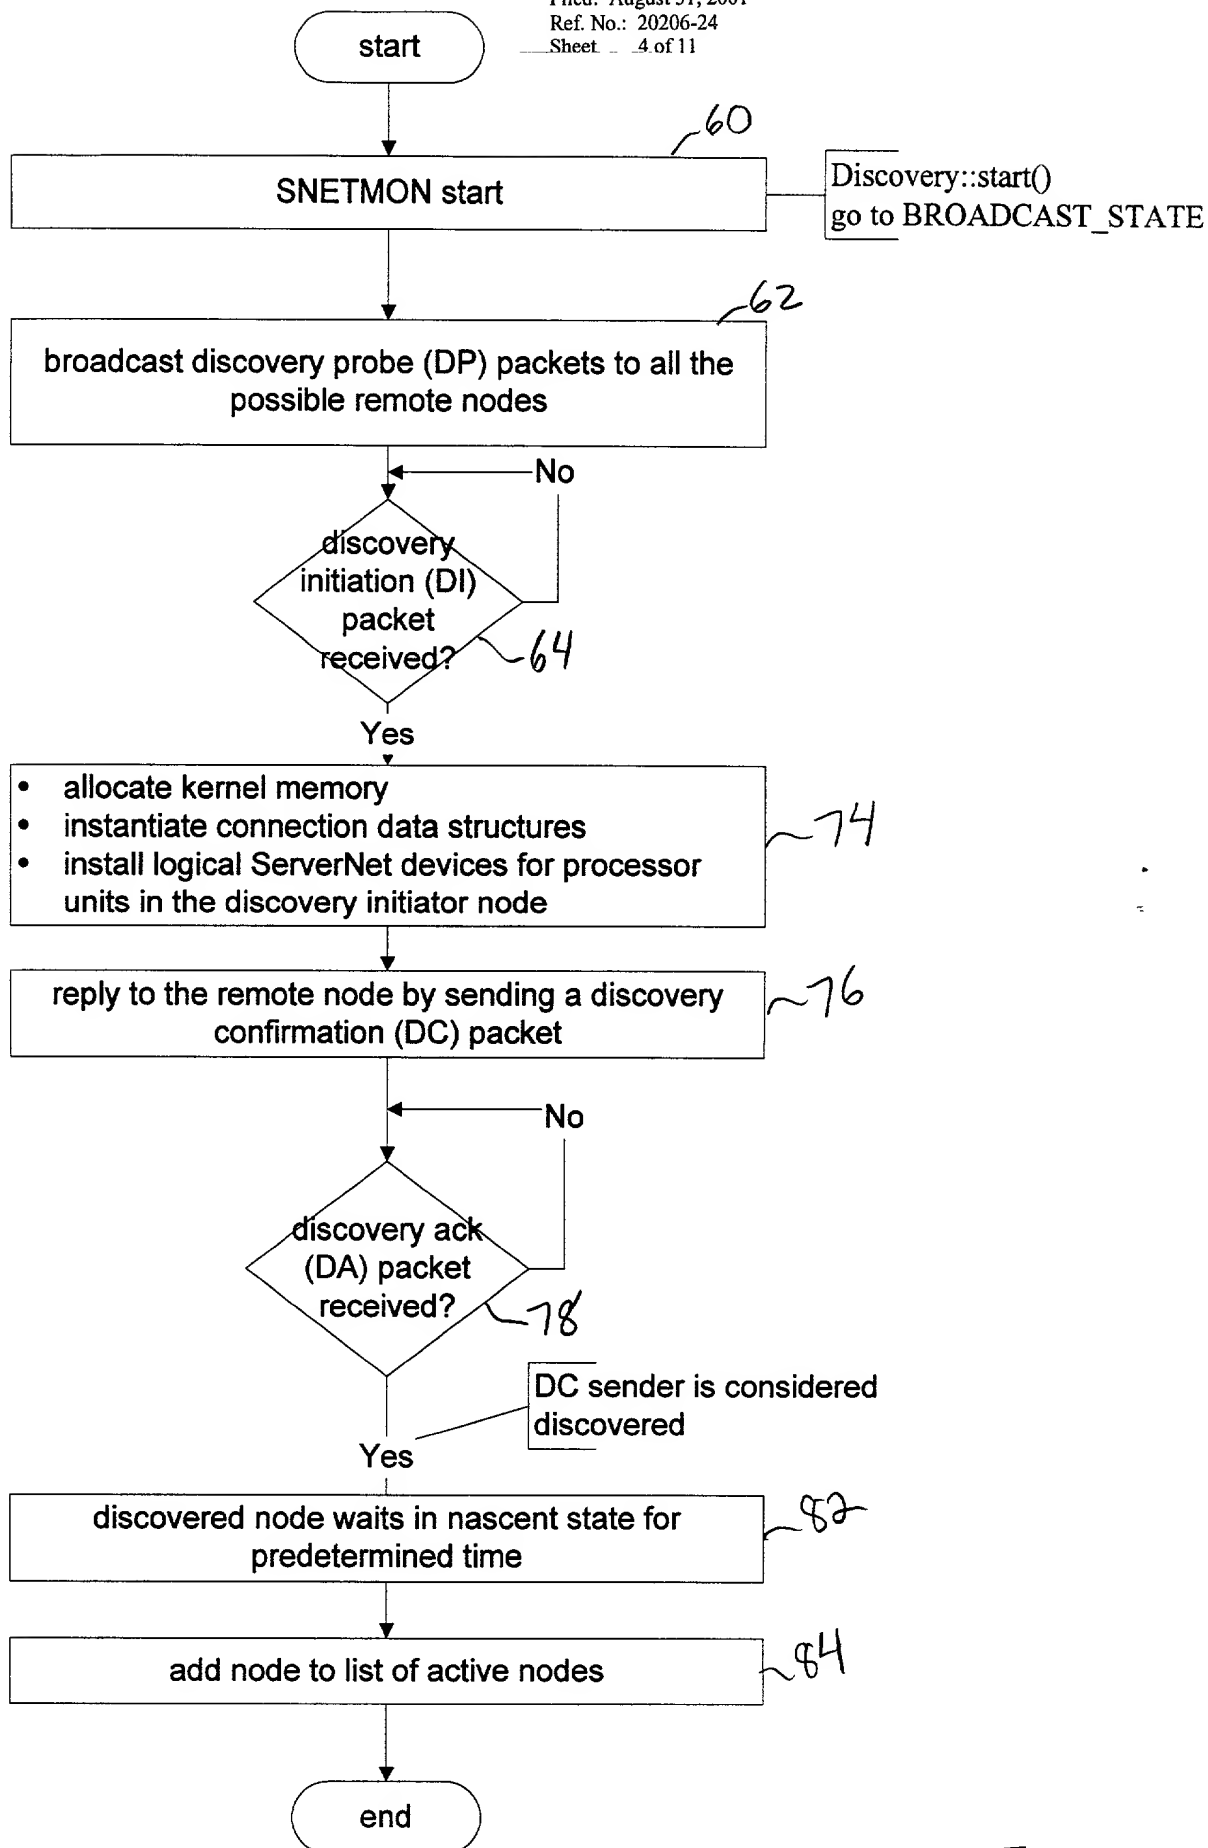 Filed: August 31, 2001
Ref. No.: 20206-24
Sheet 4 of 11
start
60
SNETMON start
Discovery::start()
go to BROADCAST_STATE
62
broadcast discovery probe (DP) packets to all the
possible remote nodes
No
discovery
initiation (DI)
packet
received?
64
Yes
• allocate kernel memory
• instantiate connection data structures
• install logical ServerNet devices for processor
units in the discovery initiator node
74
reply to the remote node by sending a discovery
confirmation (DC) packet
76
No
discovery ack
(DA) packet
received?
78
DC sender is considered
discovered
Yes
discovered node waits in nascent state for
predetermined time
82
add node to list of active nodes
84
end